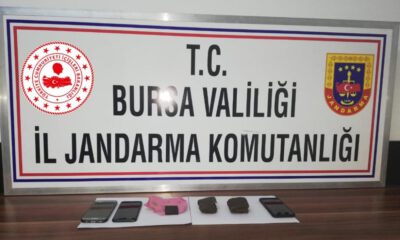 T.C.
BURSA VALİLİĞİ
İL JANDARMA KOMUTANLIĞI
JANDARMA